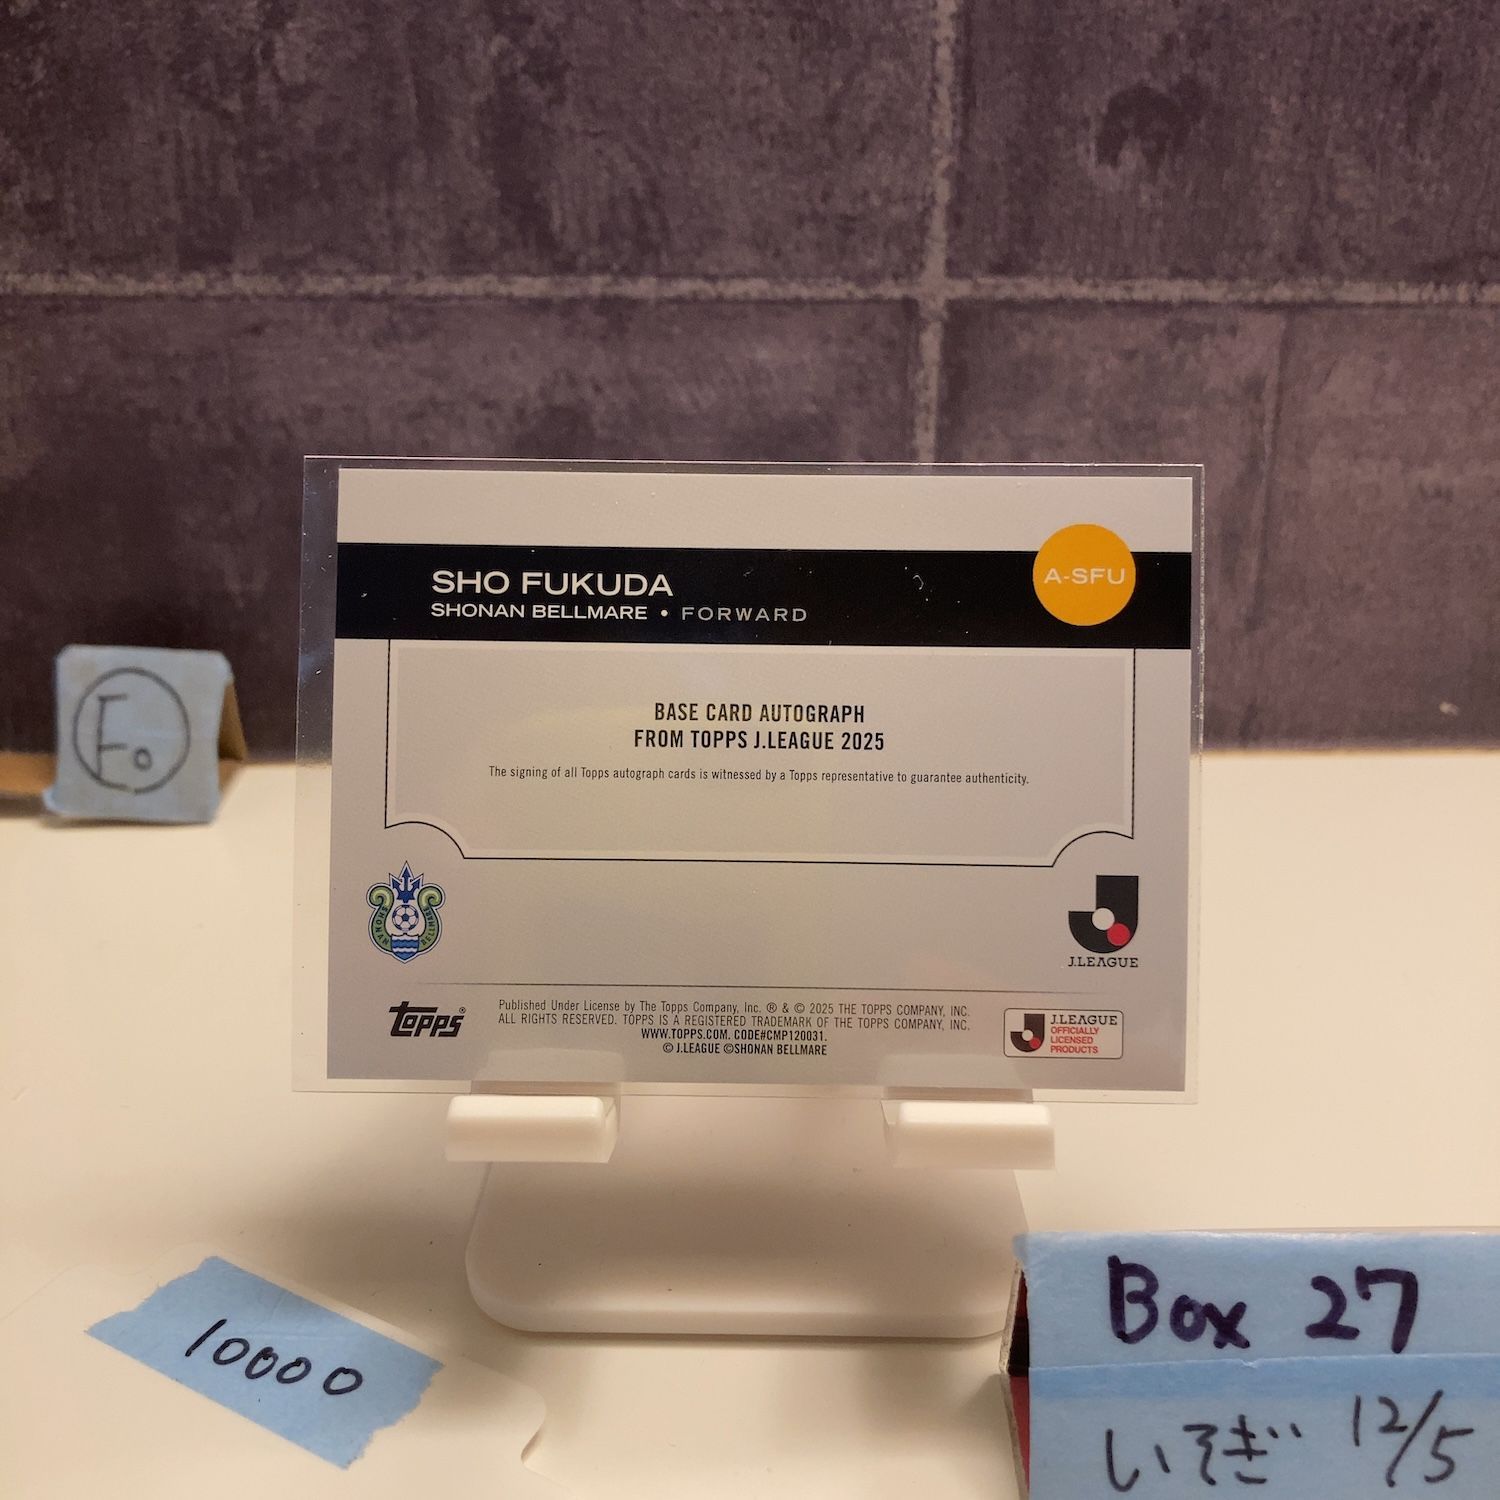 SHO FUKUDA
SHONAN BELLMARE • FORWARD
A-SFU
BASE CARD AUTOGRAPH
FROM TOPPS J.LEAGUE 2025
The signing of all Topps autograph cards is witnessed by a Topps representative to guarantee authenticity.
SHONAN BELLMARE
J.LEAGUE
topps®
Published Under License by The Topps Company, Inc. ® & © 2025 THE TOPPS COMPANY, INC.
ALL RIGHTS RESERVED. TOPPS IS A REGISTERED TRADEMARK OF THE TOPPS COMPANY, INC.
WWW.TOPPS.COM. CODE#CMP120031.
© J.LEAGUE ©SHONAN BELLMARE
J.LEAGUE
OFFICIALLY
LICENSED
PRODUCTS
Eo
10000
Box 27
いそぎ 12/5